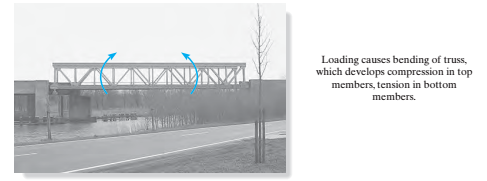 Loading causes bending of truss,
which develops compression in top
members, tension in bottom
members.